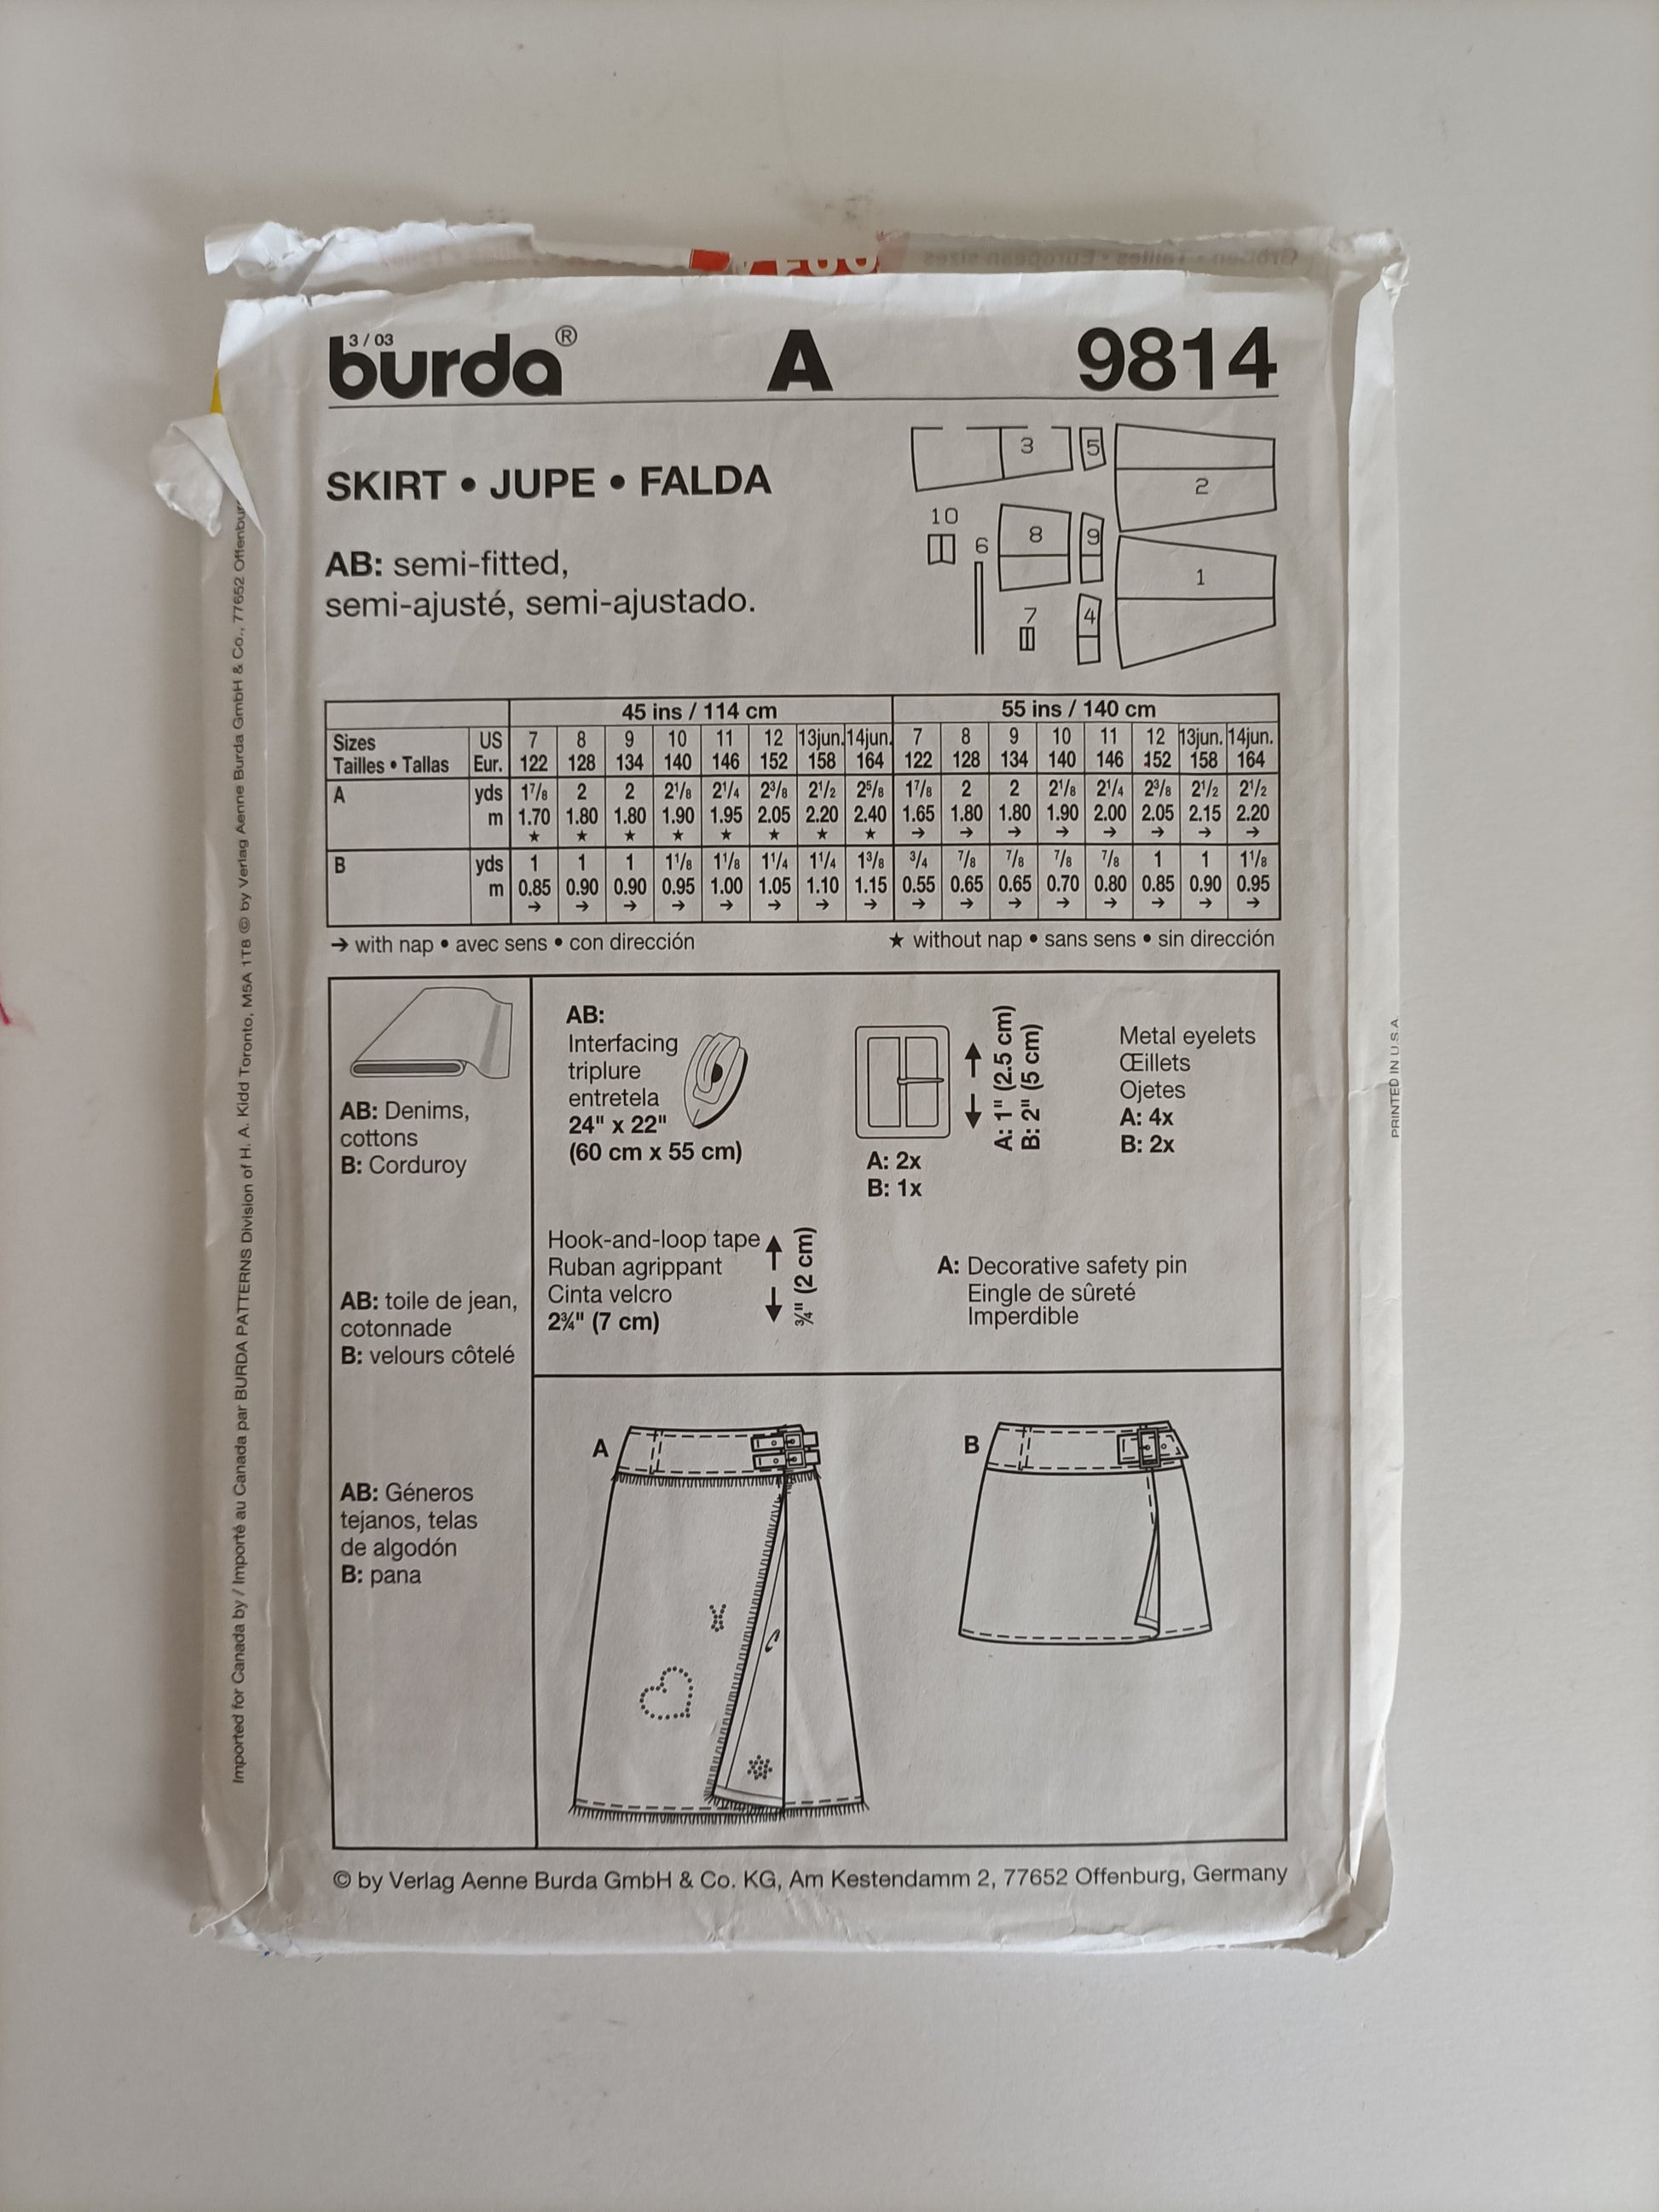 3 / 03
burda®
A
9814
SKIRT • JUPE • FALDA
AB: semi-fitted,
semi-ajusté, semi-ajustado.
3
5
2
10
6
8
9
1
7
4
45 ins / 114 cm 55 ins / 140 cm
Sizes US 7 8 9 10 11 12 13jun. 14jun. 7 8 9 10 11 12 13jun. 14jun.
Tailles • Tallas Eur. 122 128 134 140 146 152 158 164 122 128 134 140 146 152 158 164
A yds 1⅞ 2 2 2⅛ 2¼ 2⅜ 2½ 2⅝ 1⅞ 2 2 2⅛ 2¼ 2⅜ 2½ 2½
m 1.70 1.80 1.80 1.90 1.95 2.05 2.20 2.40 1.65 1.80 1.80 1.90 2.00 2.05 2.15 2.20
★ ★ ★ ★ ★ ★ ★ ★ → → → → → → → →
B yds 1 1 1 1⅛ 1⅛ 1¼ 1¼ 1⅜ ¾ ⅞ ⅞ ⅞ ⅞ 1 1 1⅛
m 0.85 0.90 0.90 0.95 1.00 1.05 1.10 1.15 0.55 0.65 0.65 0.70 0.80 0.85 0.90 0.95
→ → → → → → → → → → → → → → → →
→ with nap • avec sens • con dirección ★ without nap • sans sens • sin dirección
AB: Denims,
cottons
B: Corduroy
AB: toile de jean,
cotonnade
B: velours côtelé
AB: Géneros
tejanos, telas
de algodón
B: pana
AB:
Interfacing
triplure
entretela
24" x 22"
(60 cm x 55 cm)
A: 1" (2.5 cm)
B: 2" (5 cm)
A: 2x
B: 1x
Metal eyelets
Œillets
Ojetes
A: 4x
B: 2x
Hook-and-loop tape
Ruban agrippant
Cinta velcro
2¾" (7 cm)
¾" (2 cm)
A: Decorative safety pin
Eingle de sûreté
Imperdible
A
B
© by Verlag Aenne Burda GmbH & Co. KG, Am Kestendamm 2, 77652 Offenburg, Germany
Imported for Canada by / Importé au Canada par BURDA PATTERNS Division of H. A. Kidd Toronto, M5A 1T8 © by Verlag Aenne Burda GmbH & Co., 77652 Offenbur
PRINTED IN U.S.A.